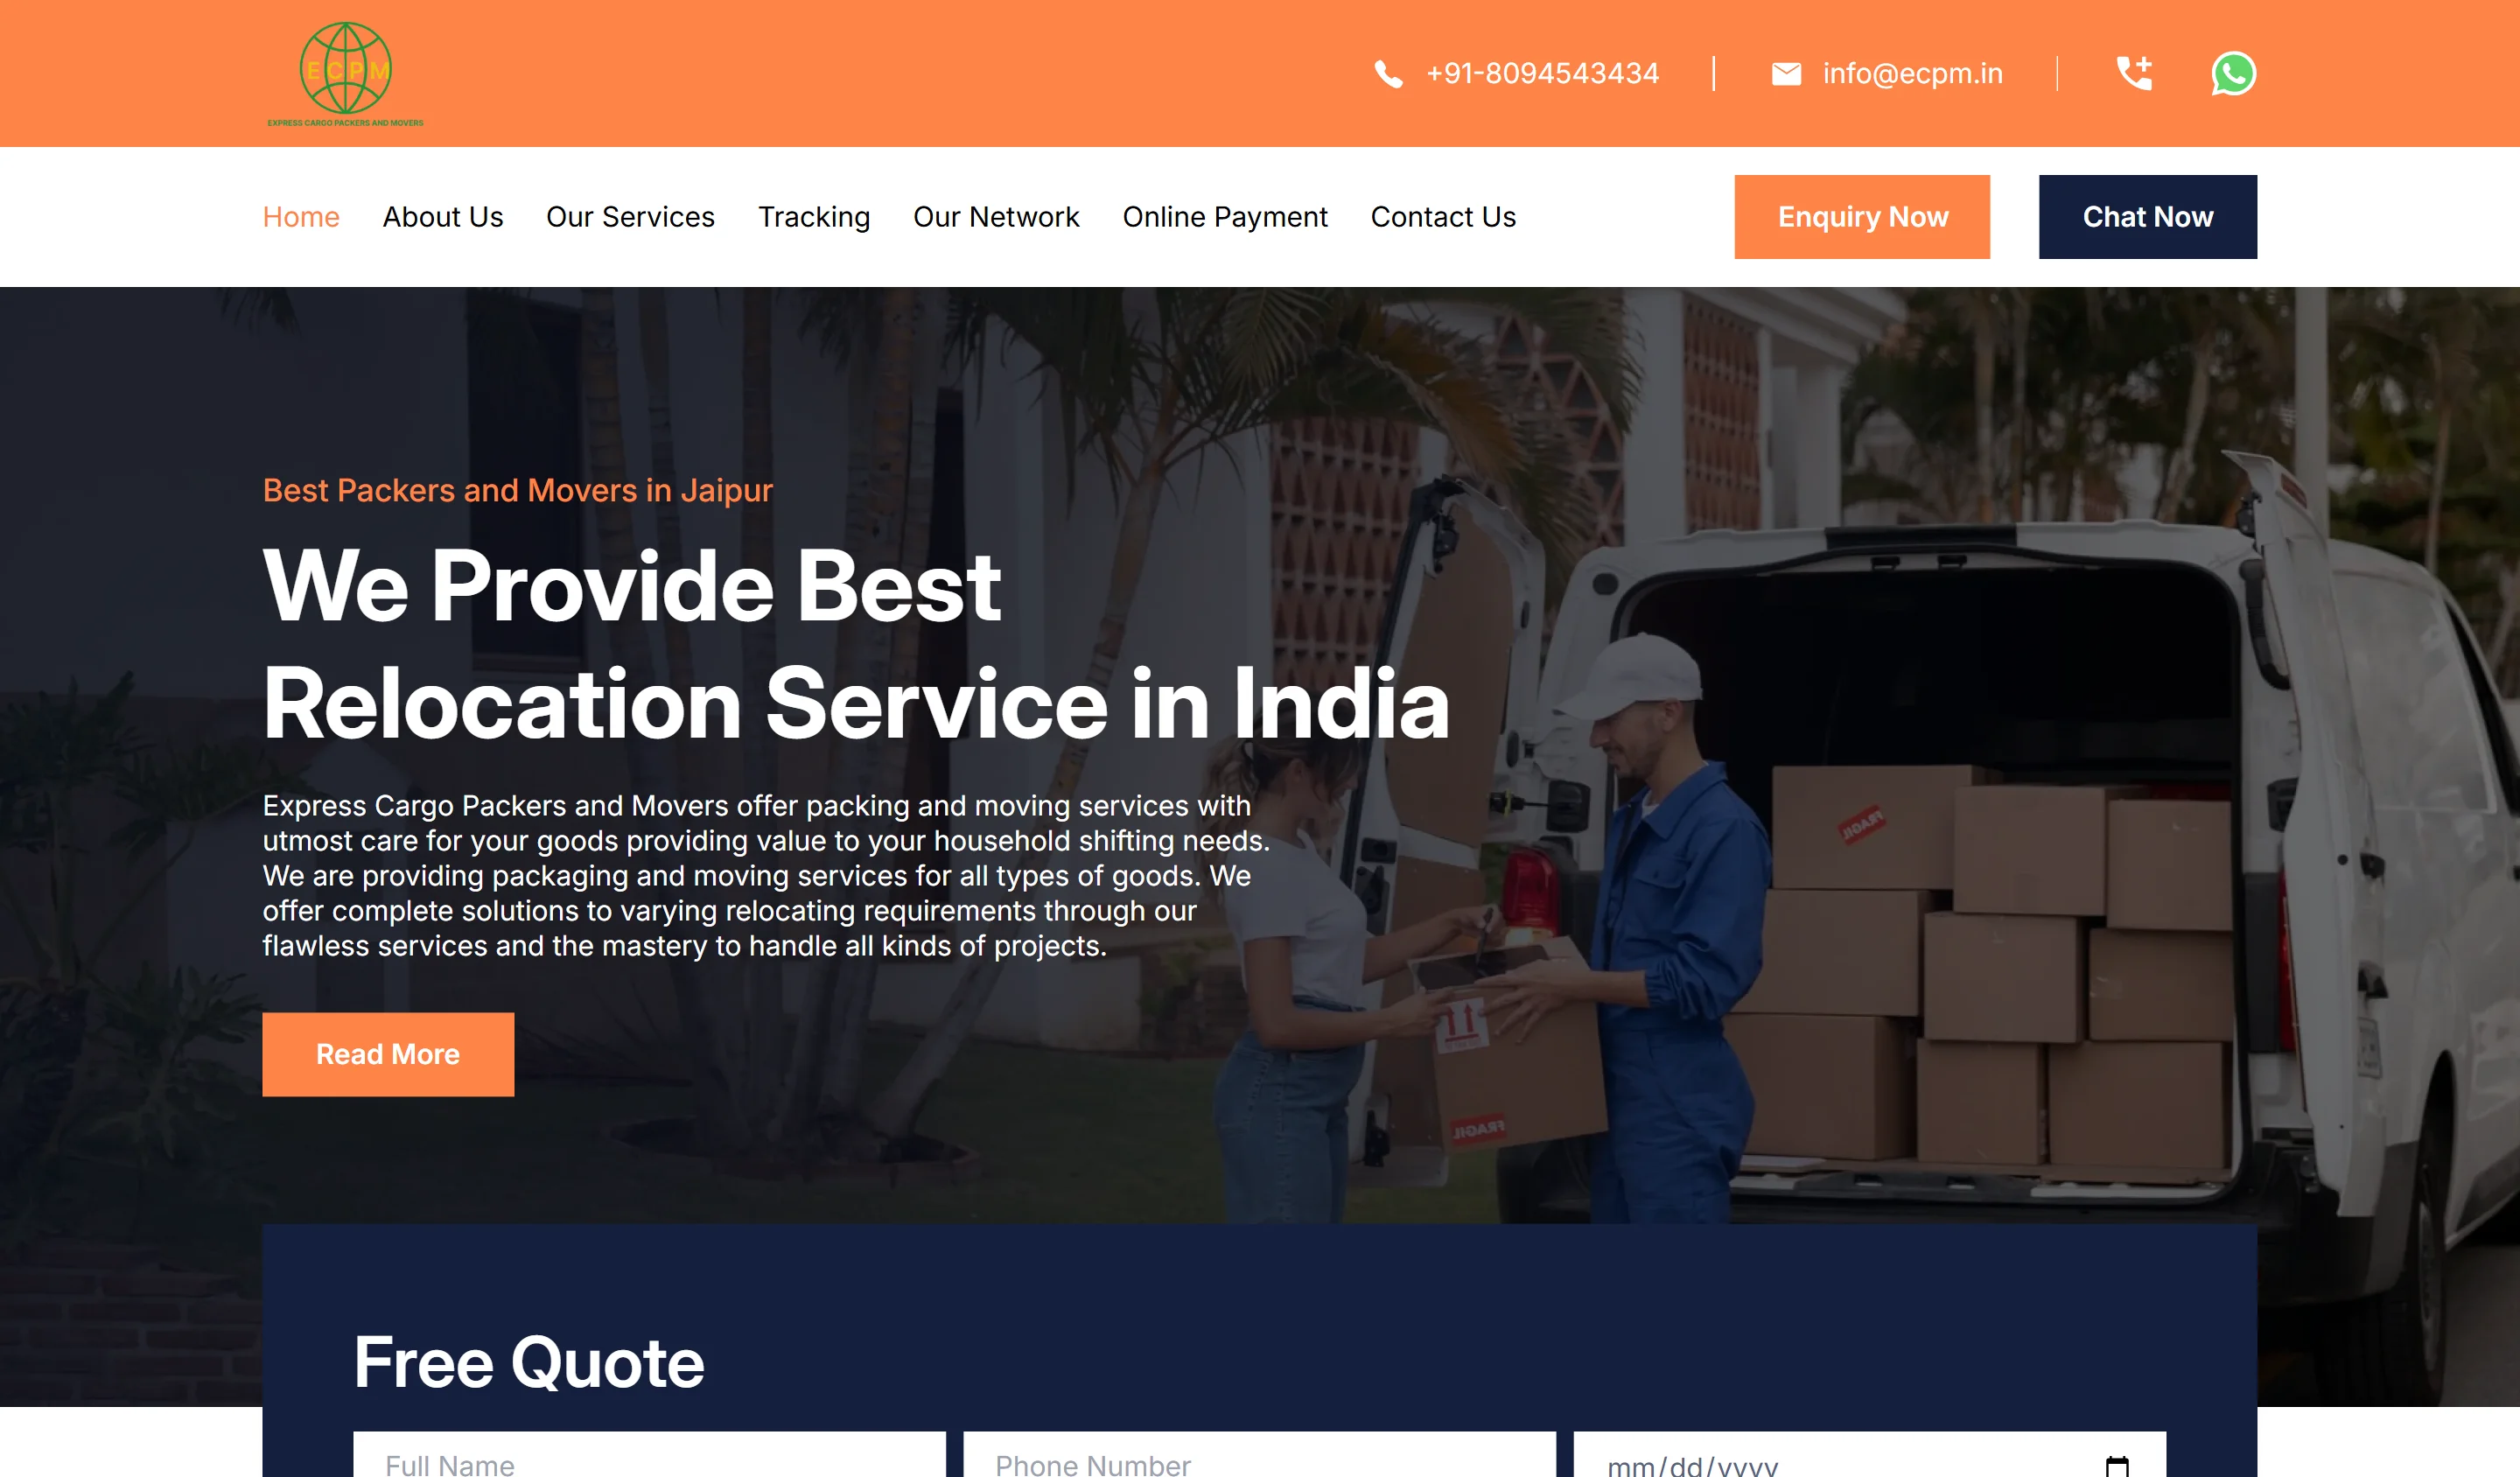 E C P M
EXPRESS CARGO PACKERS AND MOVERS
+91-8094543434
info@ecpm.in
Home
About Us
Our Services
Tracking
Our Network
Online Payment
Contact Us
Enquiry Now
Chat Now
Best Packers and Movers in Jaipur
We Provide Best
Relocation Service in India
Express Cargo Packers and Movers offer packing and moving services with
utmost care for your goods providing value to your household shifting needs.
We are providing packaging and moving services for all types of goods. We
offer complete solutions to varying relocating requirements through our
flawless services and the mastery to handle all kinds of projects.
Read More
FRAGIL
FRAGIL
Free Quote
Full Name
Phone Number
mm/dd/yyyy